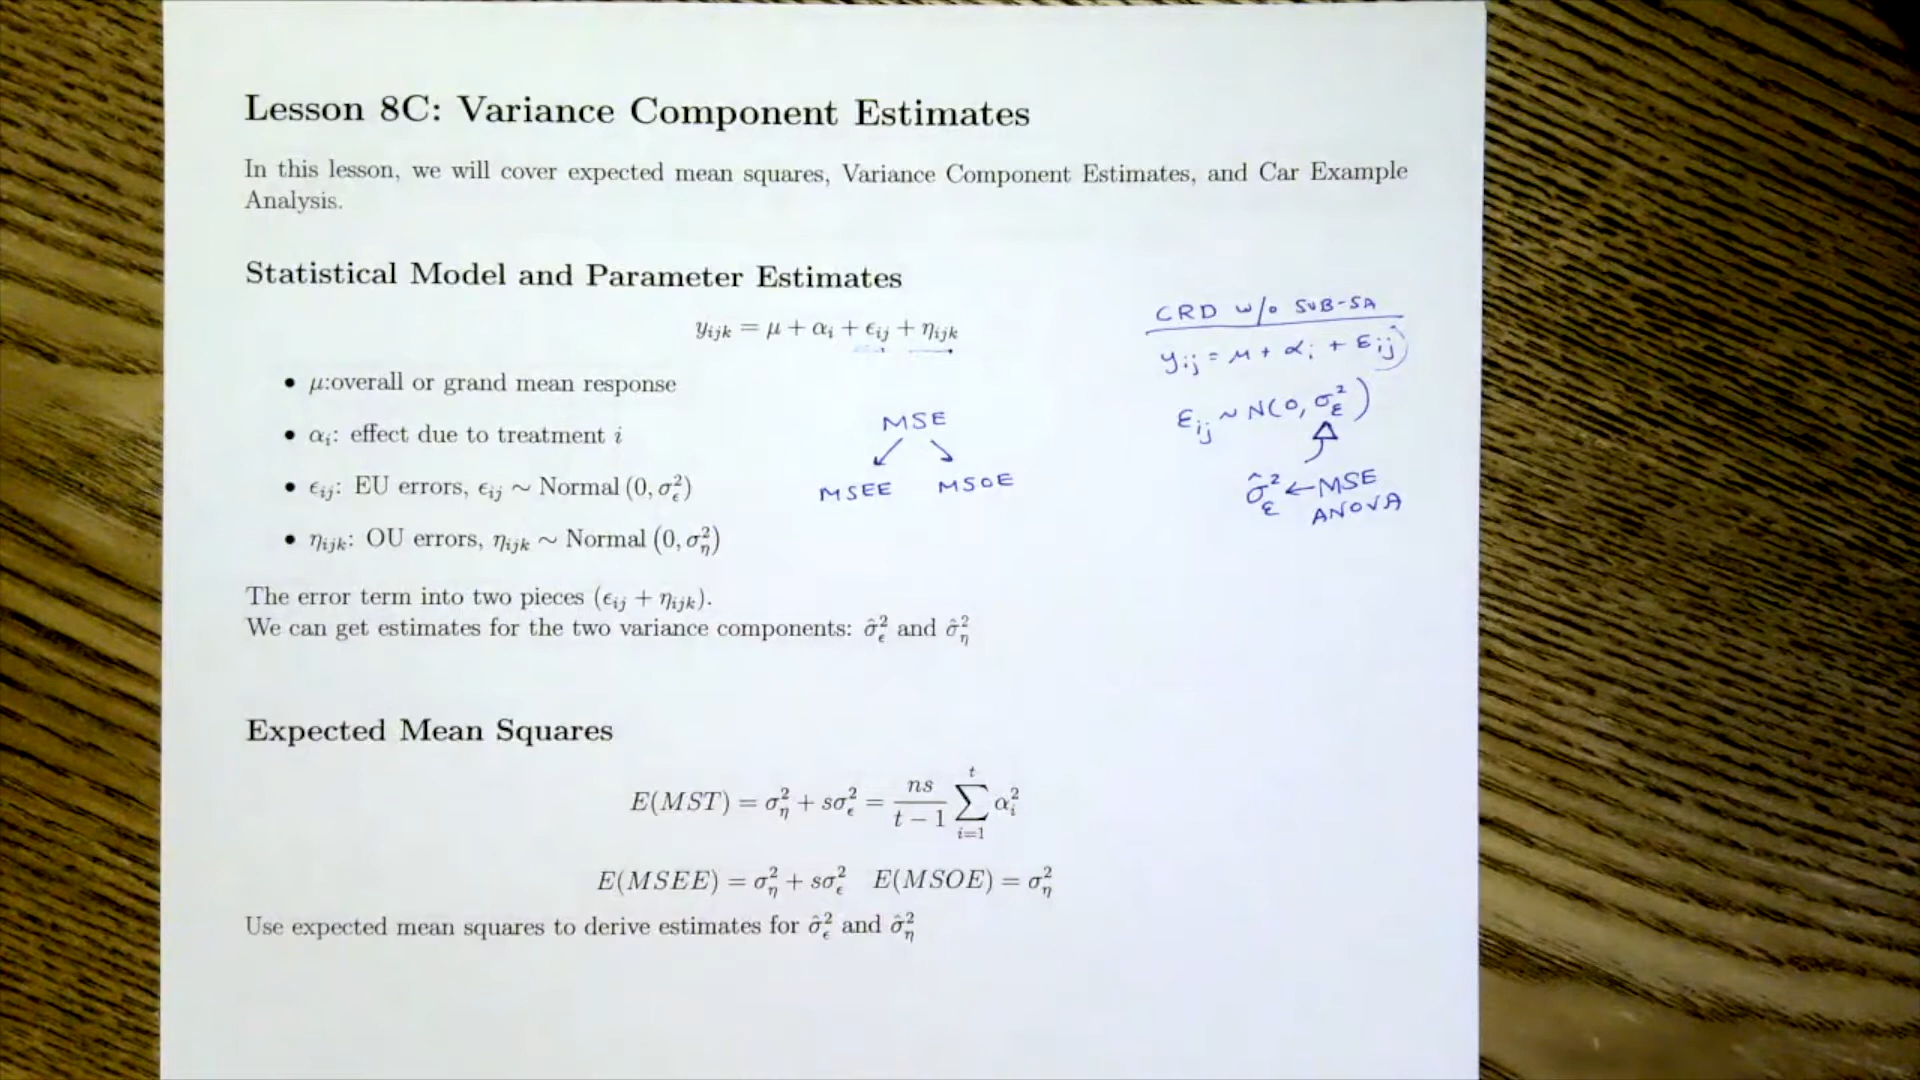 Lesson 8C: Variance Component Estimates
In this lesson, we will cover expected mean squares, Variance Component Estimates, and Car Example
Analysis.
Statistical Model and Parameter Estimates
y_{ijk} = μ + α_i + ϵ_{ij} + η_{ijk}
• μ:overall or grand mean response
• α_i: effect due to treatment i
• ϵ_{ij}: EU errors, ϵ_{ij} ∼ Normal (0, σ_ϵ^2)
• η_{ijk}: OU errors, η_{ijk} ∼ Normal (0, σ_η^2)
MSE
MSEE MSOE
CRD w/o SUB-SA
y_{ij} = μ + α_i + ε_{ij}
ε_{ij} ~ N(0, σ_ε^2)
σ̂_ε^2 ← MSE
ANOVA
The error term into two pieces (ϵ_{ij} + η_{ijk}).
We can get estimates for the two variance components: σ̂_ϵ^2 and σ̂_η^2
Expected Mean Squares
E(MST) = σ_η^2 + sσ_ϵ^2 = \frac{ns}{t − 1} \sum_{i=1}^{t} α_i^2
E(MSEE) = σ_η^2 + sσ_ϵ^2 E(MSOE) = σ_η^2
Use expected mean squares to derive estimates for σ̂_ϵ^2 and σ̂_η^2